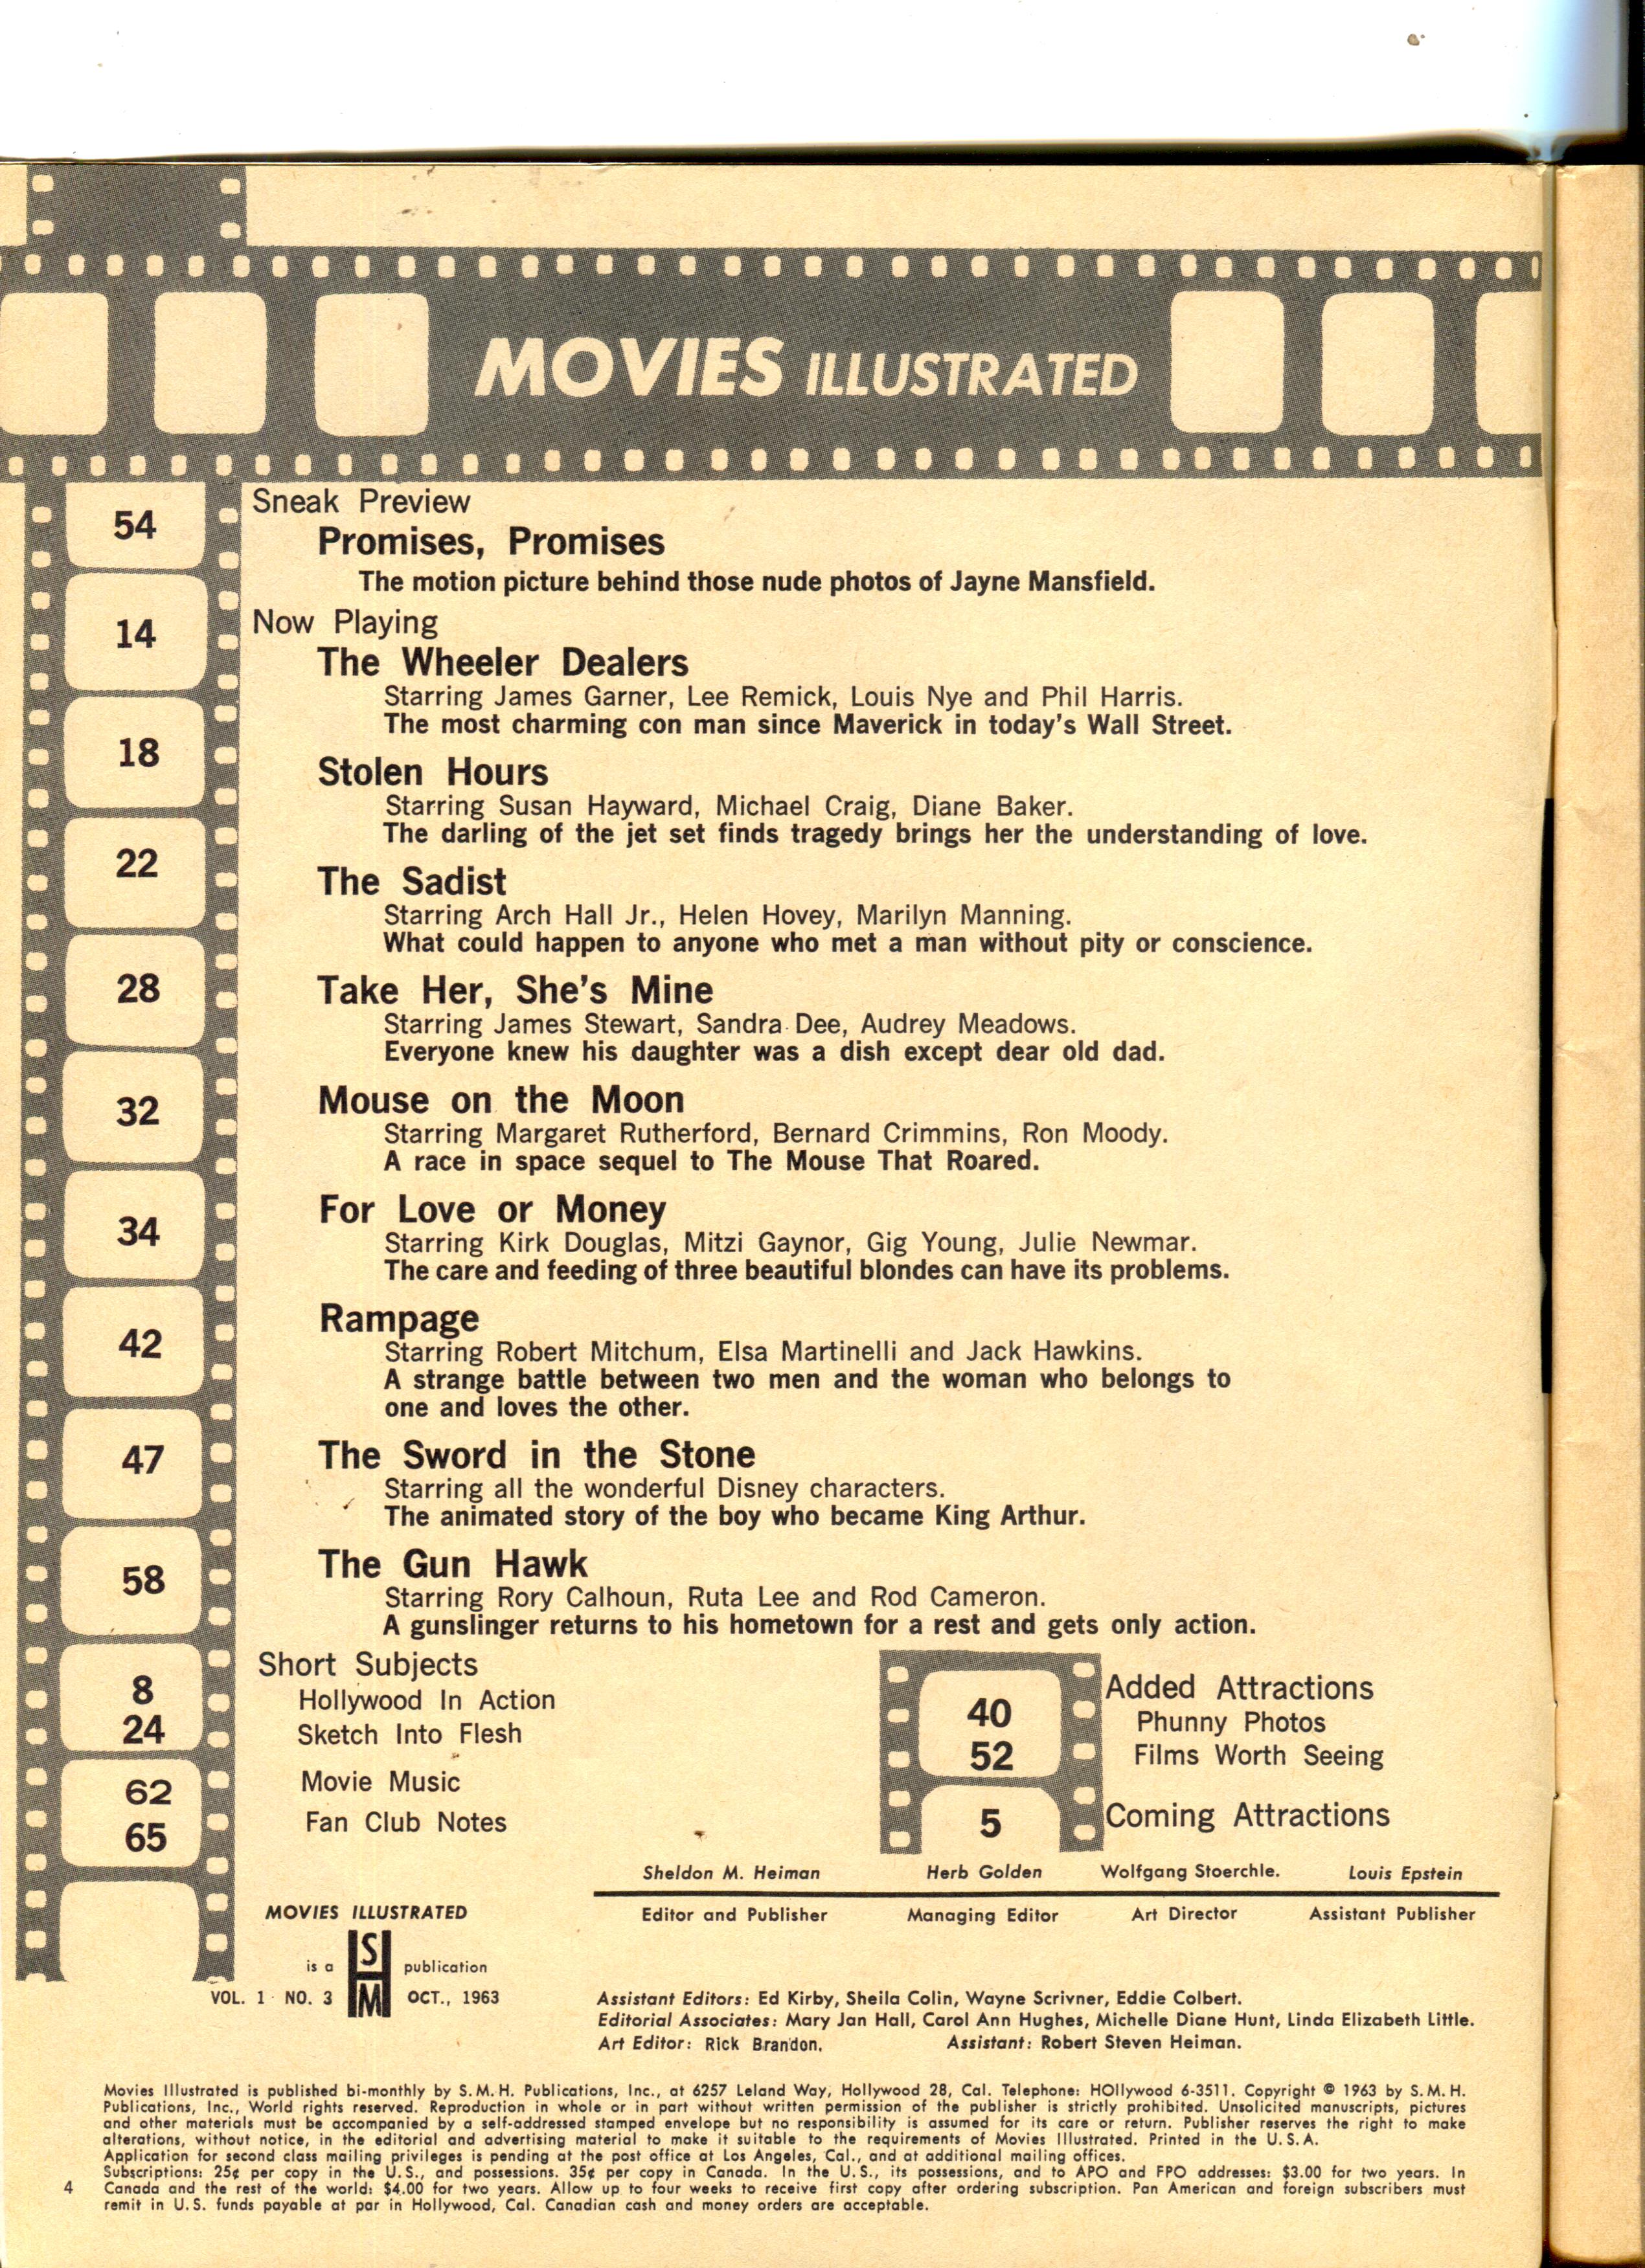 MOVIES ILLUSTRATED
54
Sneak Preview
Promises, Promises
The motion picture behind those nude photos of Jayne Mansfield.
14
Now Playing
The Wheeler Dealers
Starring James Garner, Lee Remick, Louis Nye and Phil Harris.
The most charming con man since Maverick in today's Wall Street.
18
Stolen Hours
Starring Susan Hayward, Michael Craig, Diane Baker.
The darling of the jet set finds tragedy brings her the understanding of love.
22
The Sadist
Starring Arch Hall Jr., Helen Hovey, Marilyn Manning.
What could happen to anyone who met a man without pity or conscience.
28
Take Her, She's Mine
Starring James Stewart, Sandra Dee, Audrey Meadows.
Everyone knew his daughter was a dish except dear old dad.
32
Mouse on the Moon
Starring Margaret Rutherford, Bernard Crimmins, Ron Moody.
A race in space sequel to The Mouse That Roared.
34
For Love or Money
Starring Kirk Douglas, Mitzi Gaynor, Gig Young, Julie Newmar.
The care and feeding of three beautiful blondes can have its problems.
42
Rampage
Starring Robert Mitchum, Elsa Martinelli and Jack Hawkins.
A strange battle between two men and the woman who belongs to
one and loves the other.
47
The Sword in the Stone
Starring all the wonderful Disney characters.
The animated story of the boy who became King Arthur.
58
The Gun Hawk
Starring Rory Calhoun, Ruta Lee and Rod Cameron.
A gunslinger returns to his hometown for a rest and gets only action.
Short Subjects
8 Hollywood In Action
24 Sketch Into Flesh
62 Movie Music
65 Fan Club Notes
Added Attractions
40 Phunny Photos
52 Films Worth Seeing
5 Coming Attractions
Sheldon M. Heiman Herb Golden Wolfgang Stoerchle. Louis Epstein
Editor and Publisher Managing Editor Art Director Assistant Publisher
MOVIES ILLUSTRATED
is a SHM publication
VOL. 1 NO. 3 OCT., 1963
Assistant Editors: Ed Kirby, Sheila Colin, Wayne Scrivner, Eddie Colbert.
Editorial Associates: Mary Jan Hall, Carol Ann Hughes, Michelle Diane Hunt, Linda Elizabeth Little.
Art Editor: Rick Brandon. Assistant: Robert Steven Heiman.
Movies Illustrated is published bi-monthly by S.M.H. Publications, Inc., at 6257 Leland Way, Hollywood 28, Cal. Telephone: HOllywood 6-3511. Copyright © 1963 by S.M.H.
Publications, Inc., World rights reserved. Reproduction in whole or in part without written permission of the publisher is strictly prohibited. Unsolicited manuscripts, pictures
and other materials must be accompanied by a self-addressed stamped envelope but no responsibility is assumed for its care or return. Publisher reserves the right to make
alterations, without notice, in the editorial and advertising material to make it suitable to the requirements of Movies Illustrated. Printed in the U.S.A.
Application for second class mailing privileges is pending at the post office at Los Angeles, Cal., and at additional mailing offices.
Subscriptions: 25¢ per copy in the U.S., and possessions. 35¢ per copy in Canada. In the U.S., its possessions, and to APO and FPO addresses: $3.00 for two years. In
Canada and the rest of the world: $4.00 for two years. Allow up to four weeks to receive first copy after ordering subscription. Pan American and foreign subscribers must
remit in U.S. funds payable at par in Hollywood, Cal. Canadian cash and money orders are acceptable.
4